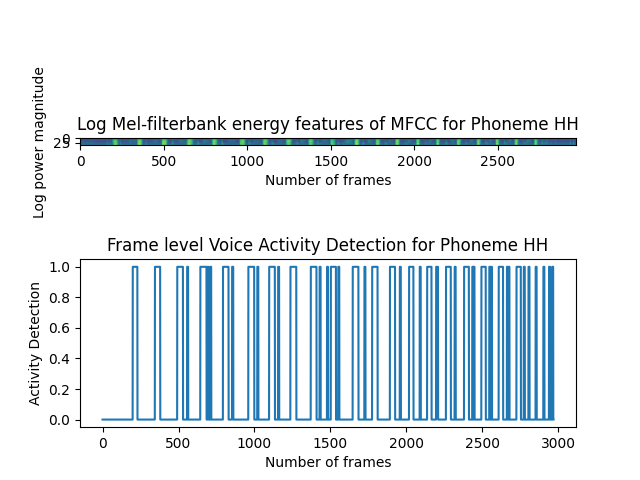 Log Mel-filterbank energy features of MFCC for Phoneme HH
Log power magnitude
0
25
0 500 1000 1500 2000 2500
Number of frames
Frame level Voice Activity Detection for Phoneme HH
Activity Detection
1.0
0.8
0.6
0.4
0.2
0.0
0 500 1000 1500 2000 2500 3000
Number of frames